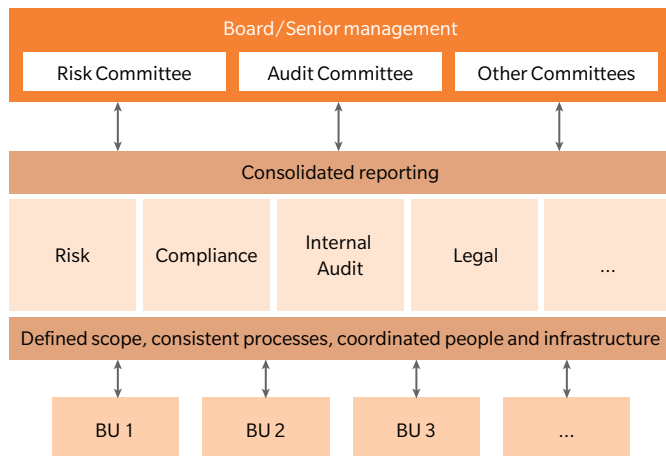 Board/Senior management
Risk Committee
Audit Committee
Other Committees
Consolidated reporting
Risk
Compliance
Internal
Audit
Legal
...
Defined scope, consistent processes, coordinated people and infrastructure
BU 1
BU 2
BU 3
...